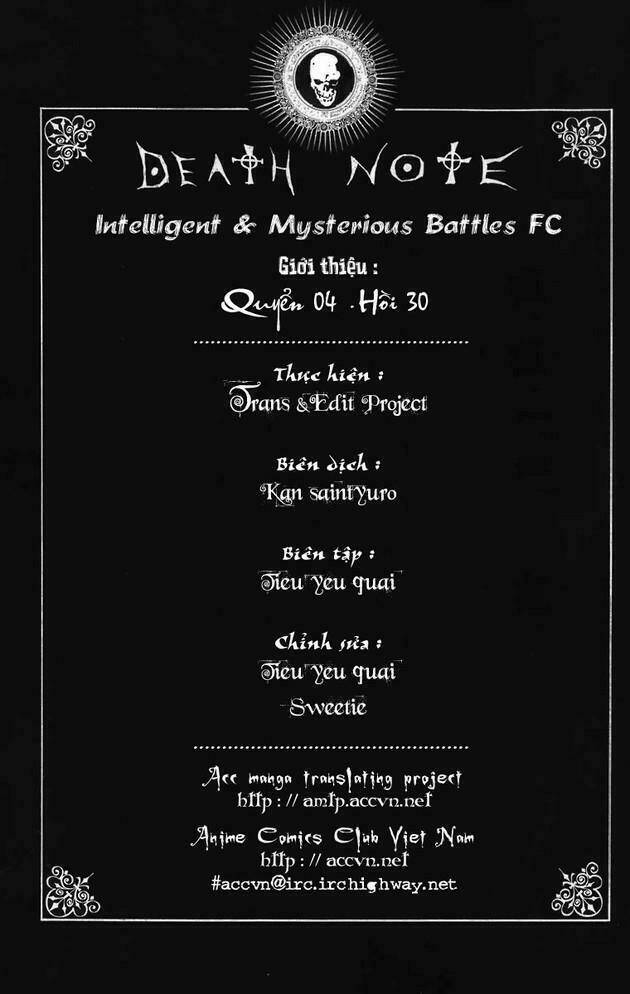 DEATH NOTE
Intelligent & Mysterious Battles FC
Giới thiệu :
Quyển 04 . Hồi 30
Thực hiện :
Trans & Edit Project
Biên dịch :
Kan saintyuro
Biên tập :
Tieu yeu quai
Chỉnh sửa :
Tieu yeu quai
Sweetie
Acc manga translating project
http : // amtp.accvn.net
Anime Comics Club Viet Nam
http : // accvn.net
#accvn@irc.irchighway.net